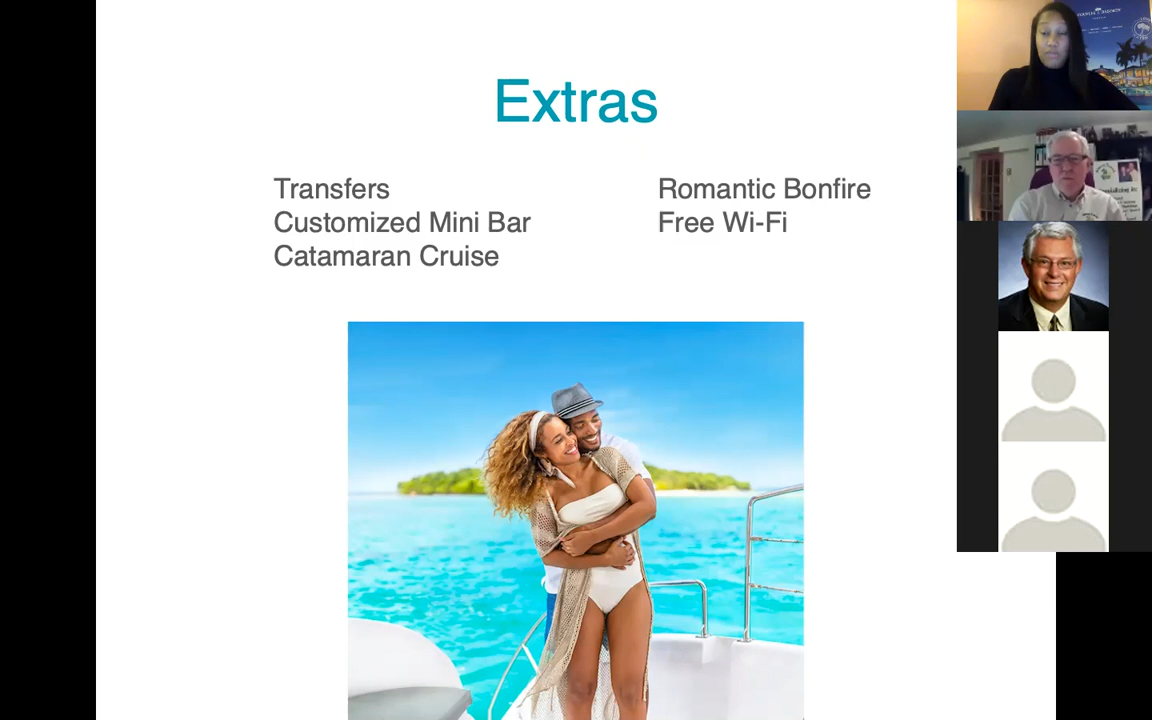 Extras
Transfers
Customized Mini Bar
Catamaran Cruise
Romantic Bonfire
Free Wi-Fi